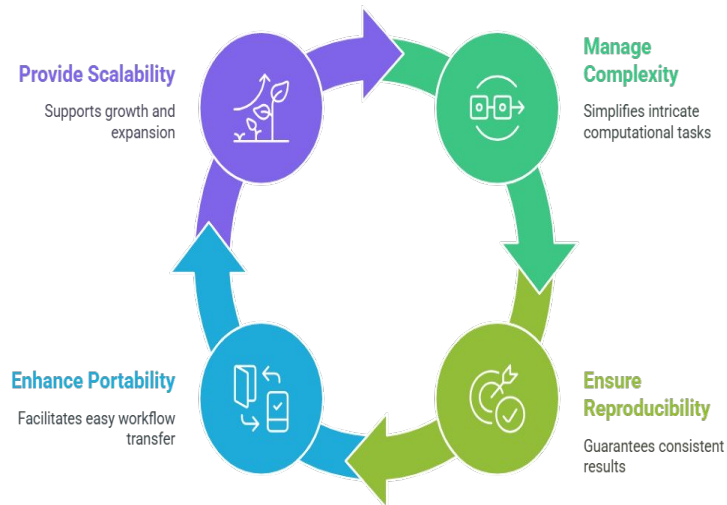 Provide Scalability
Supports growth and
expansion
Manage
Complexity
Simplifies intricate
computational tasks
Enhance Portability
Facilitates easy workflow
transfer
Ensure
Reproducibility
Guarantees consistent
results